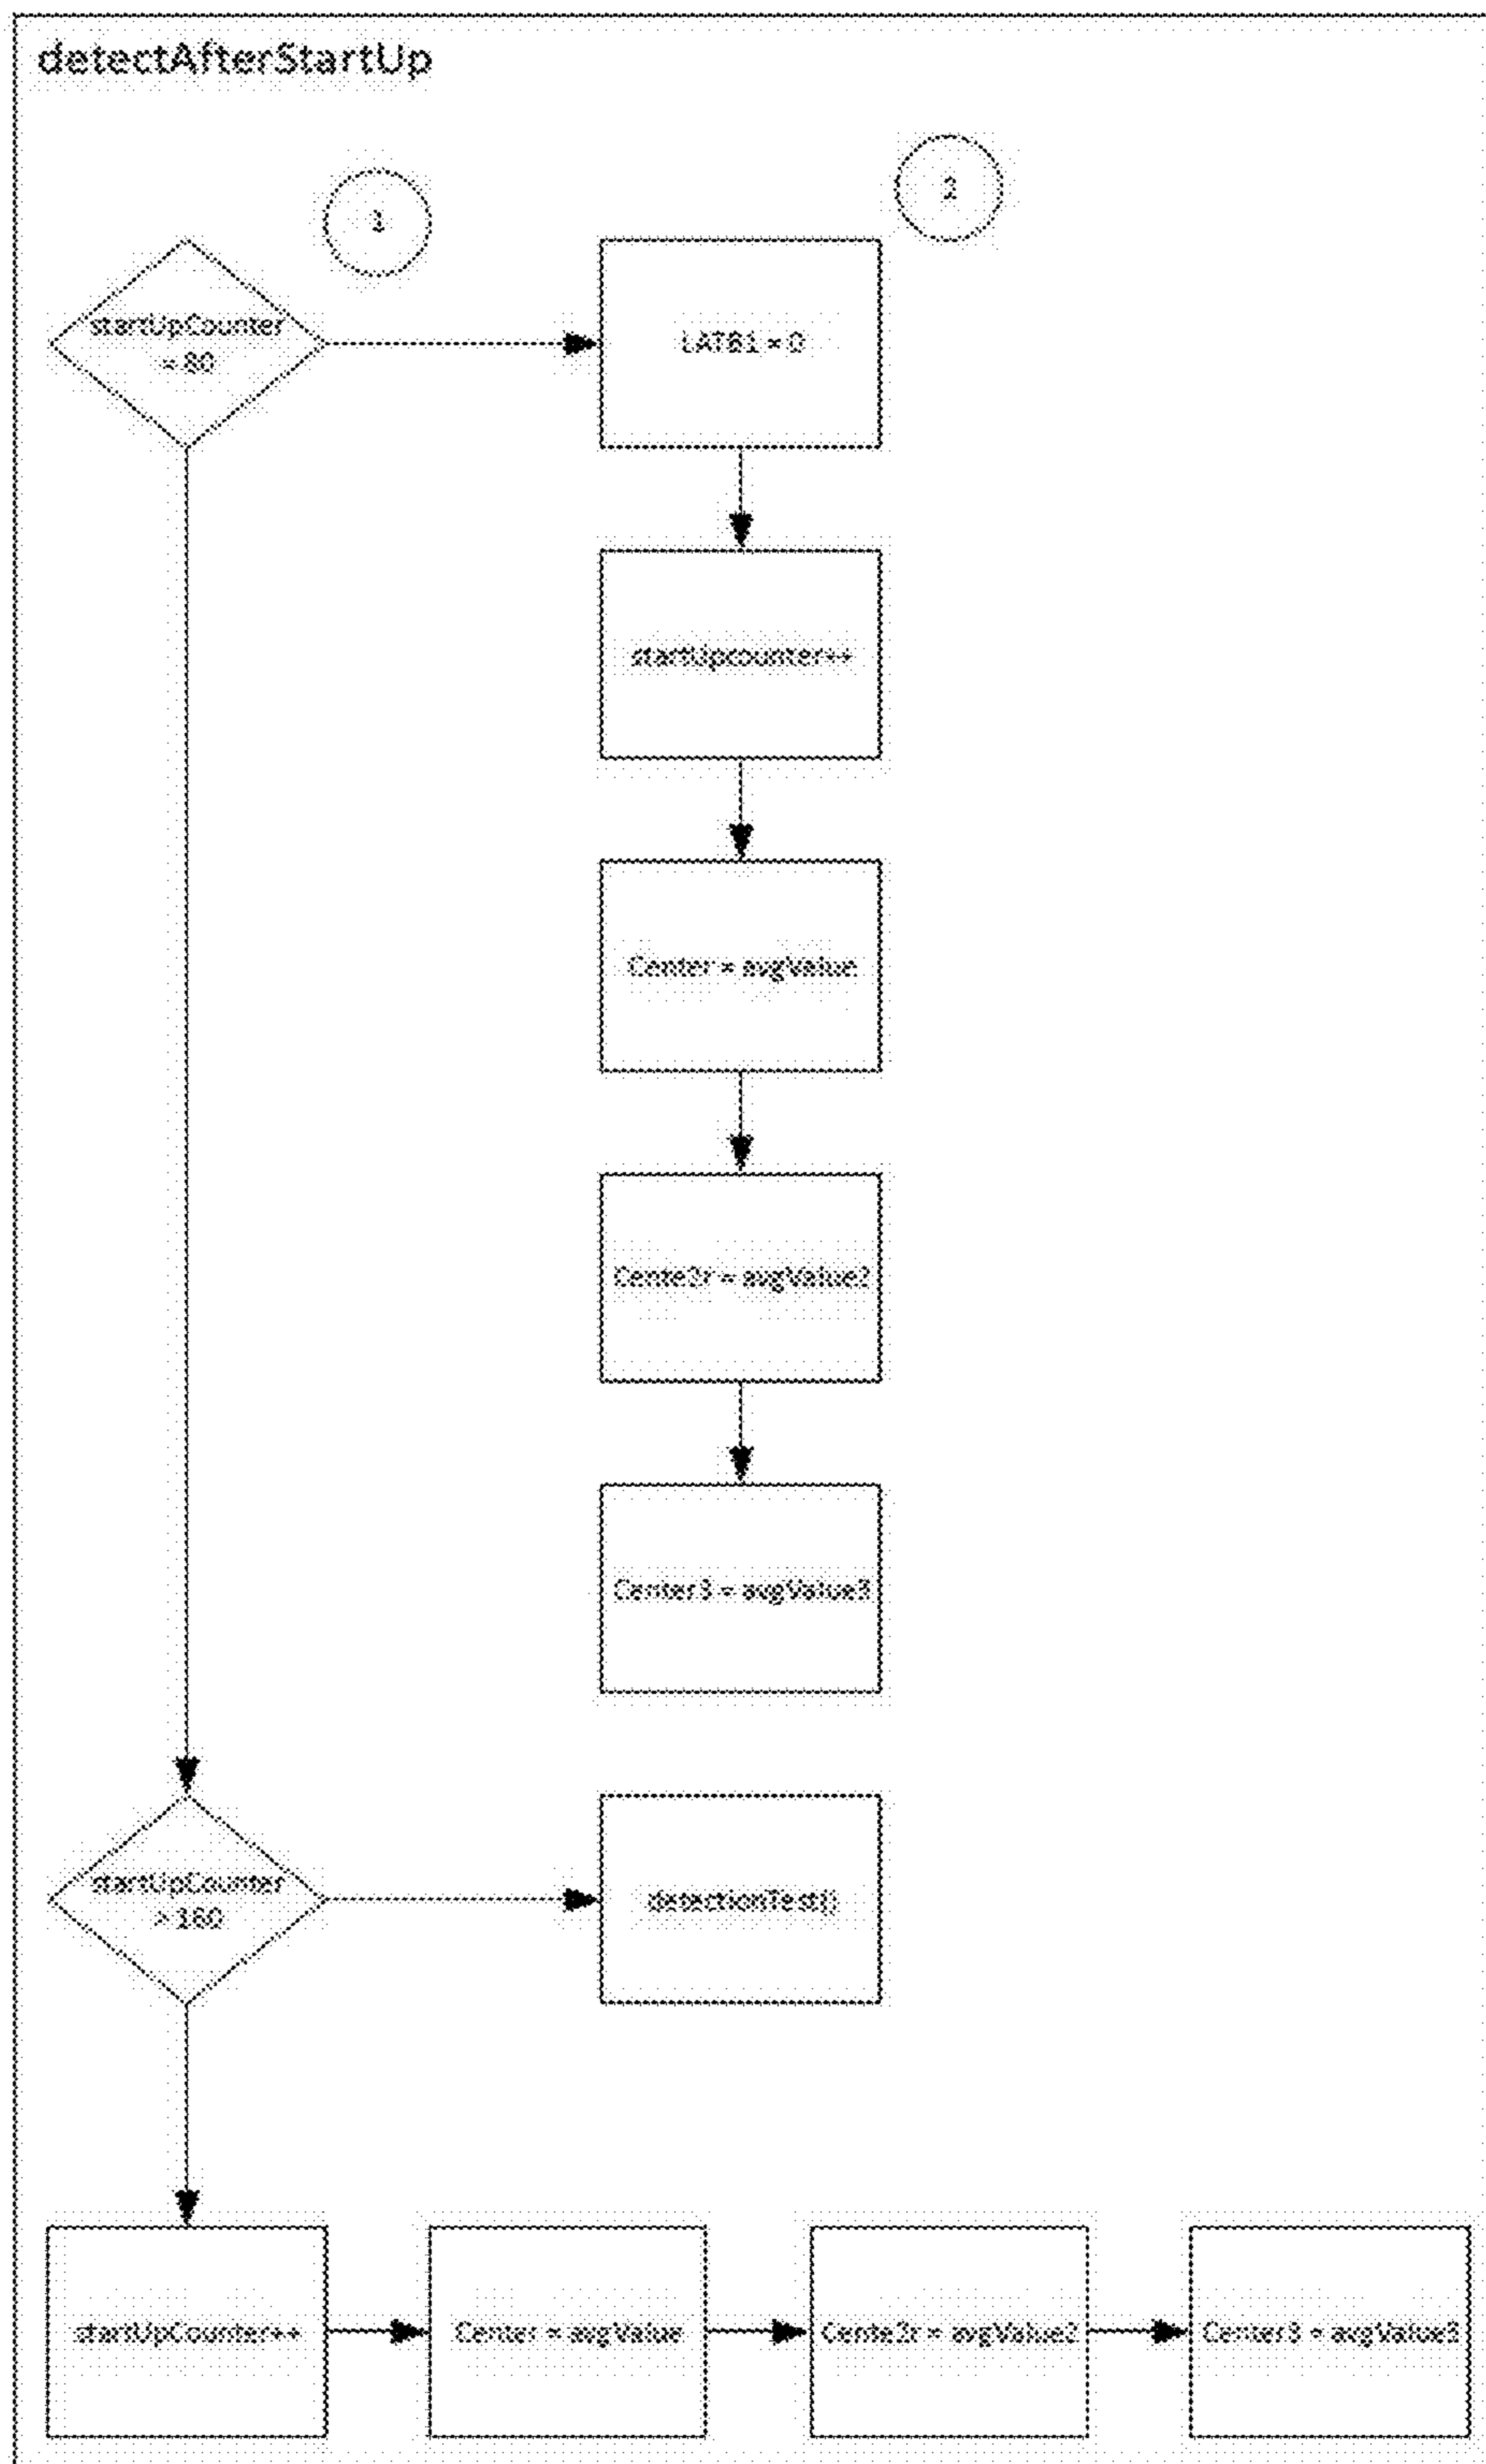 detectAfterStartUp
1
2
startUpCounter
= 80
LATB1 = 0
startUpcounter++
Center = avgValue
Cente2r = avgValue2
Center3 = avgValue3
startUpCounter
> 160
detectionTest()
startUpCounter++
Center = avgValue
Cente2r = avgValue2
Center3 = avgValue3